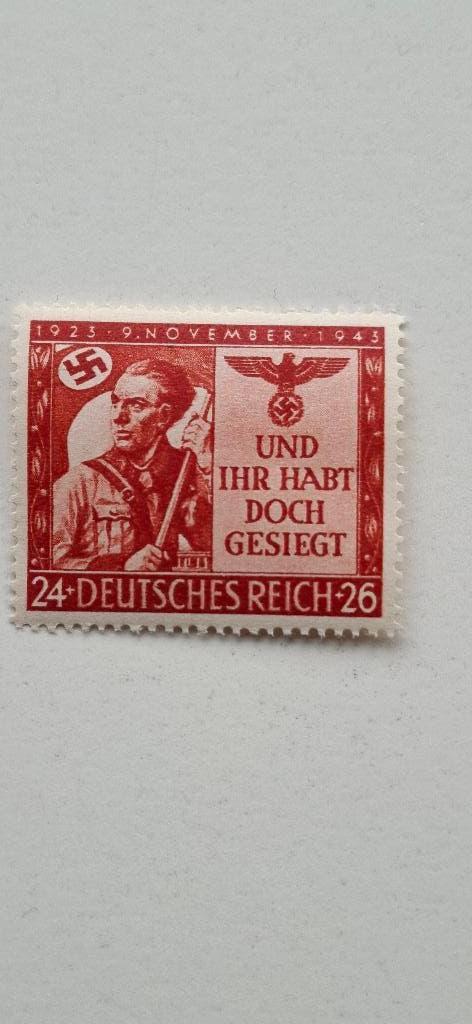 1923 · 9. NOVEMBER · 1943
UND
IHR HABT
DOCH
GESIEGT
24+DEUTSCHES REICH+26